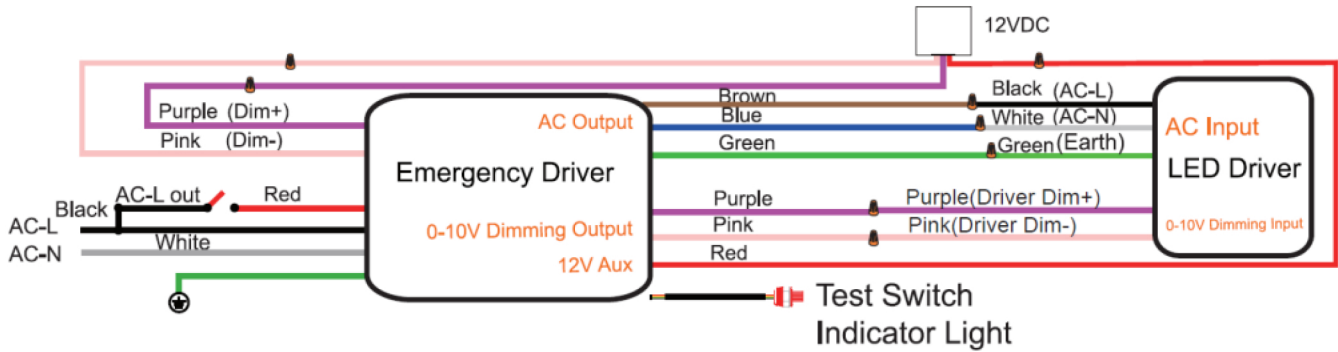 12VDC
Purple (Dim+)
Pink (Dim-)
AC-L out
Red
Black
AC-L
AC-N
White
AC Output
Emergency Driver
0-10V Dimming Output
12V Aux
Brown
Blue
Green
Purple
Pink
Red
Black (AC-L)
White (AC-N)
Green (Earth)
Purple(Driver Dim+)
Pink(Driver Dim-)
AC Input
LED Driver
0-10V Dimming Input
Test Switch
Indicator Light